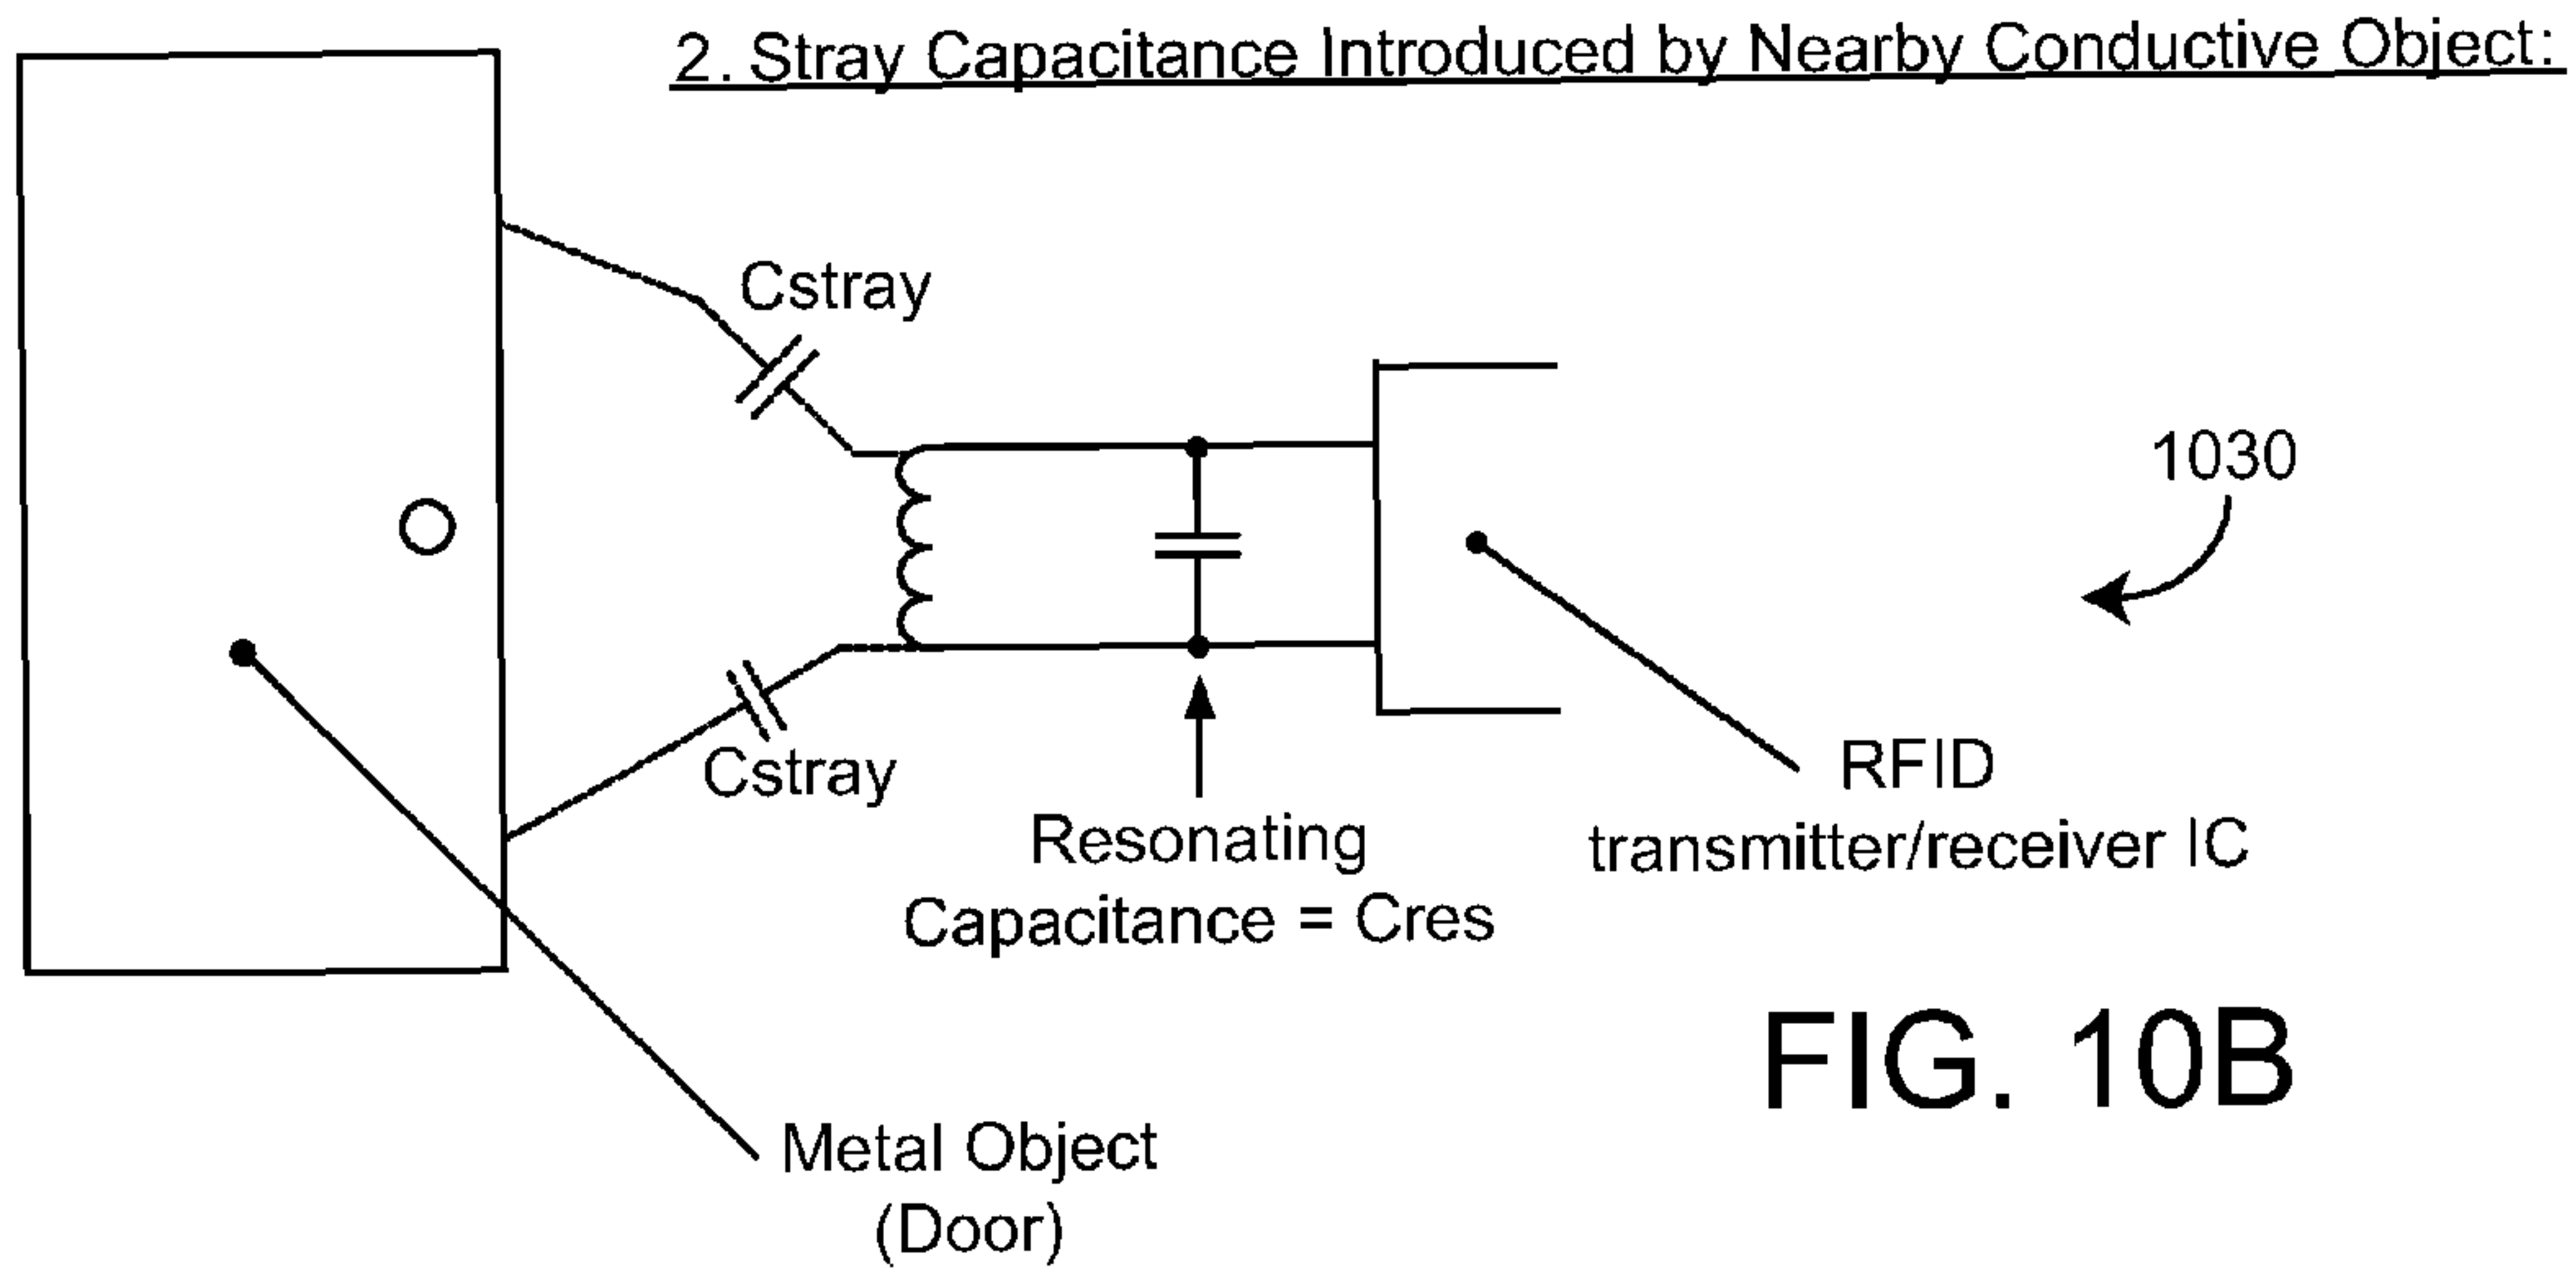 2. Stray Capacitance Introduced by Nearby Conductive Object:
Cstray
1030
Cstray
RFID
transmitter/receiver IC
Resonating
Capacitance = Cres
FIG. 10B
Metal Object
(Door)